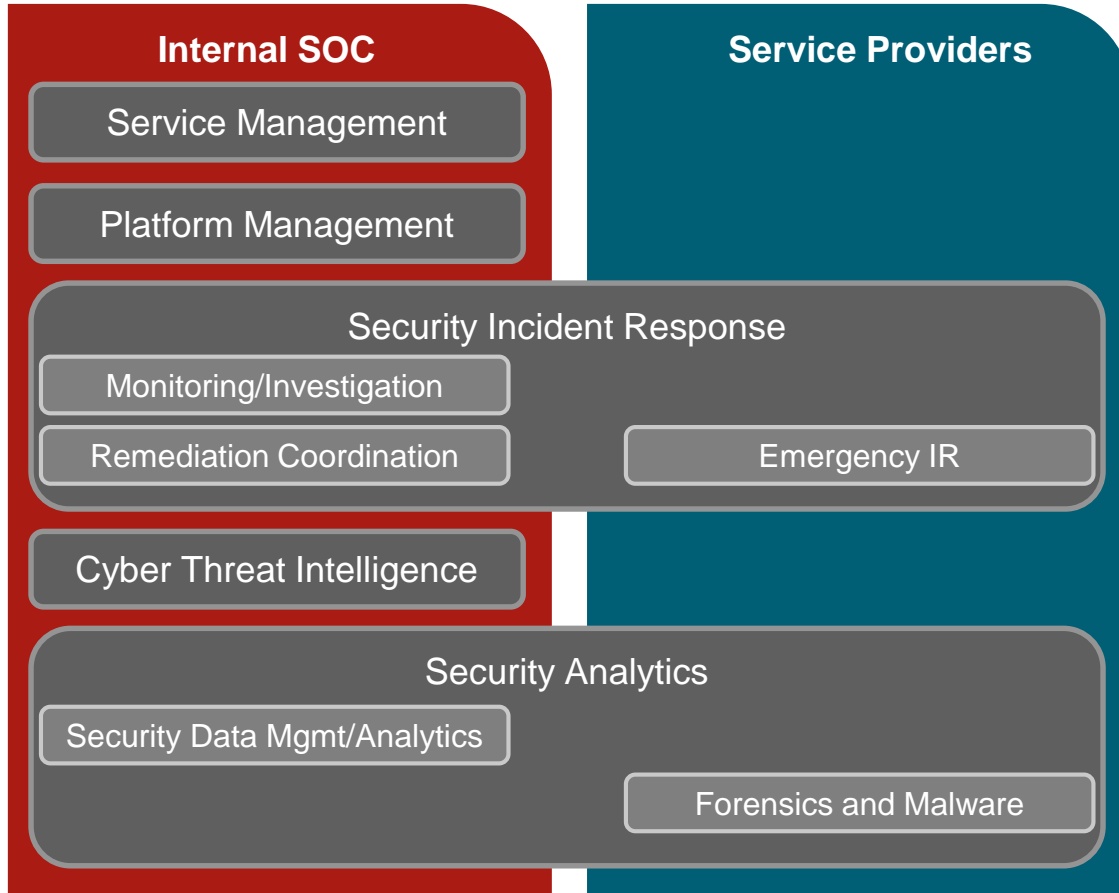 Internal SOC
Service Providers
Service Management
Platform Management
Security Incident Response
Monitoring/Investigation
Remediation Coordination
Emergency IR
Cyber Threat Intelligence
Security Analytics
Security Data Mgmt/Analytics
Forensics and Malware